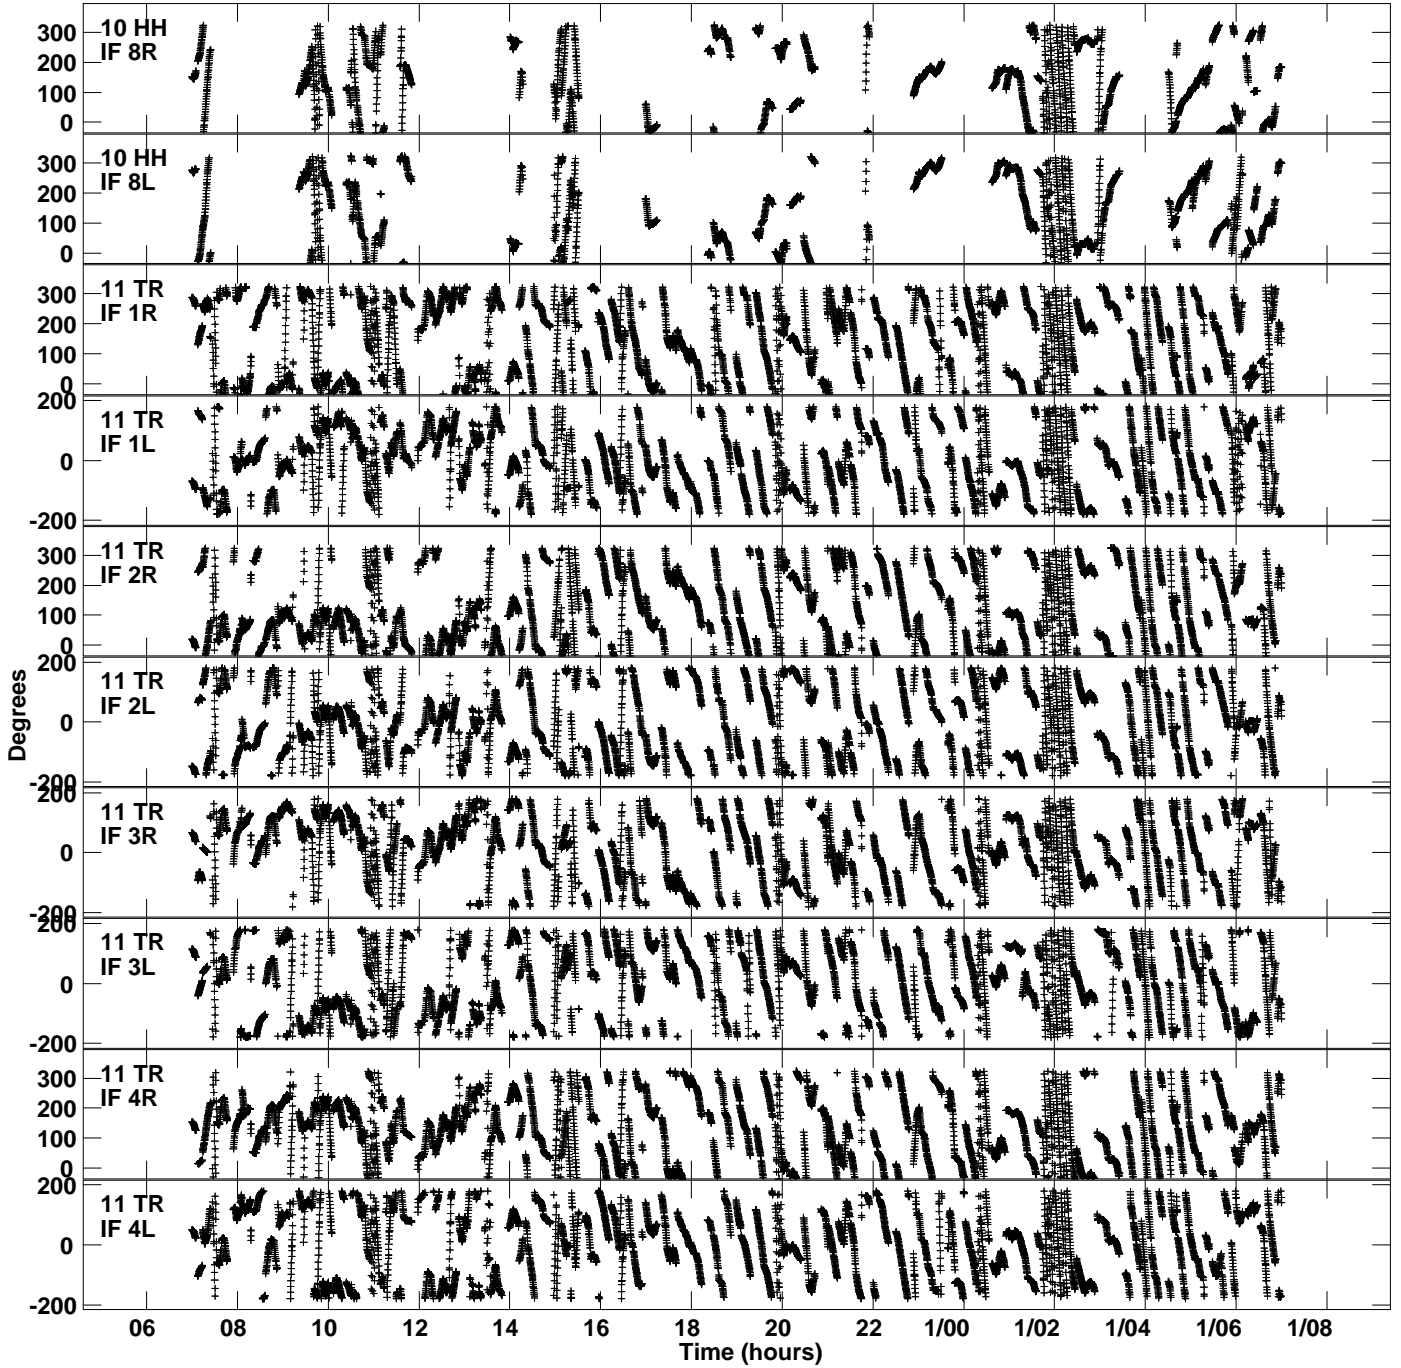 10 HH
IF 8R
300
200
100
0
10 HH
IF 8L
300
200
100
0
11 TR
IF 1R
300
200
100
0
11 TR
IF 1L
200
0
-200
11 TR
IF 2R
300
200
100
0
11 TR
IF 2L
200
0
-200
11 TR
IF 3R
200
0
-200
11 TR
IF 3L
200
0
-200
11 TR
IF 4R
300
200
100
0
11 TR
IF 4L
200
0
-200
Degrees
06 08 10 12 14 16 18 20 22 1/00 1/02 1/04 1/06 1/08
Time (hours)